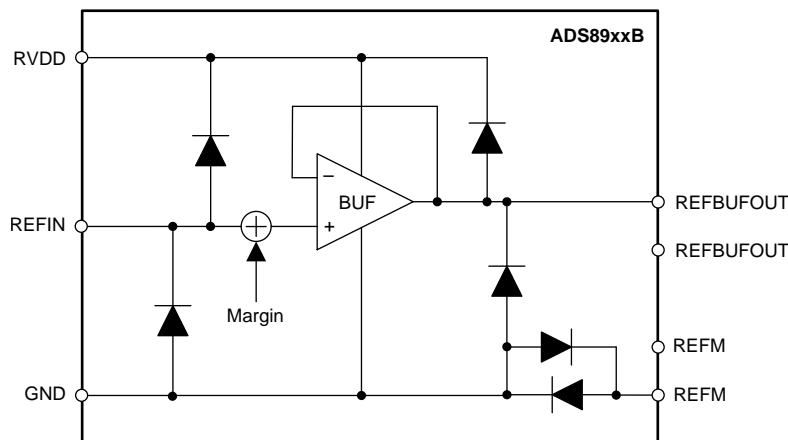 ADS89xxB
RVDD
−
BUF
+
REFIN
REFBUFOUT
REFBUFOUT
Margin
REFM
GND
REFM